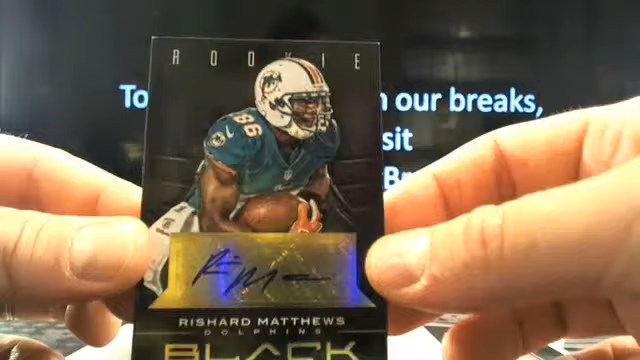 ROOKIE
To
n our breaks,
sit
86
RISHARD MATTHEWS
DOLPHINS
BLACK